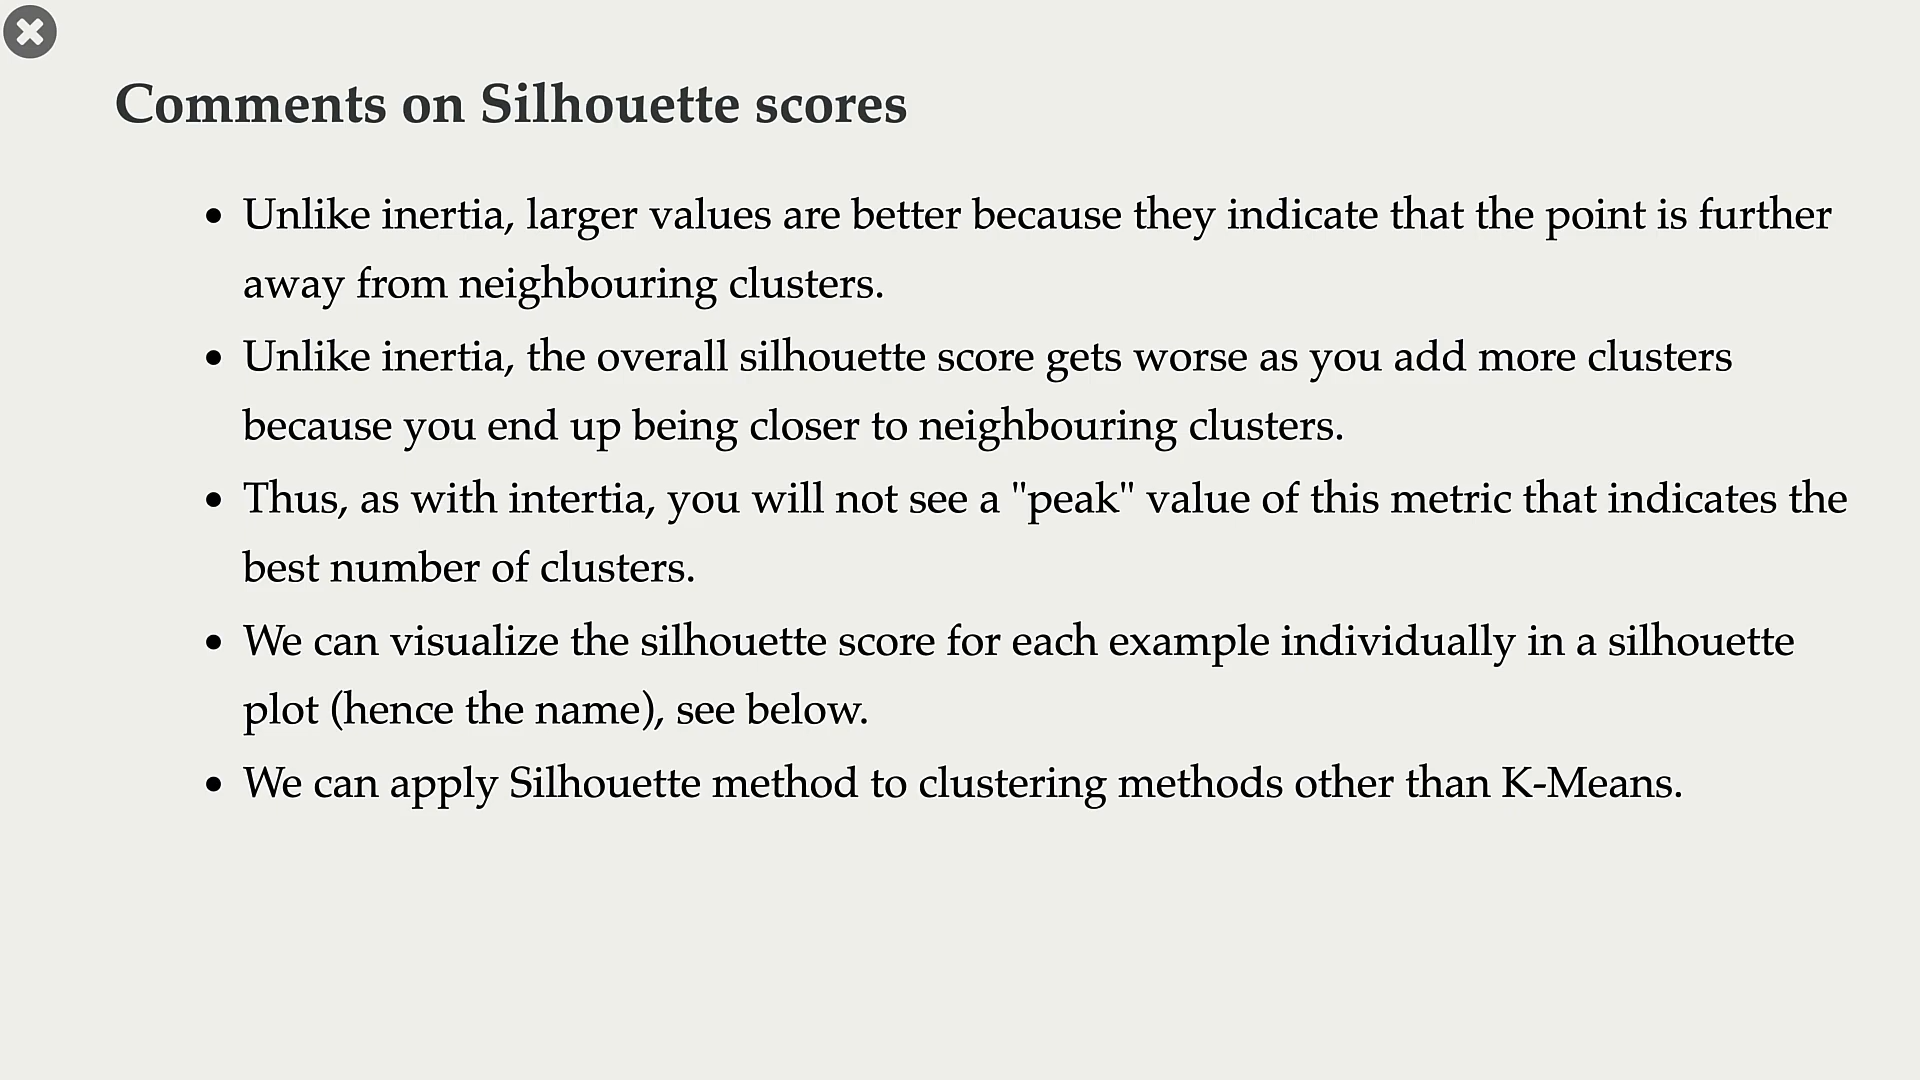 Comments on Silhouette scores
• Unlike inertia, larger values are better because they indicate that the point is further
away from neighbouring clusters.
• Unlike inertia, the overall silhouette score gets worse as you add more clusters
because you end up being closer to neighbouring clusters.
• Thus, as with intertia, you will not see a "peak" value of this metric that indicates the
best number of clusters.
• We can visualize the silhouette score for each example individually in a silhouette
plot (hence the name), see below.
• We can apply Silhouette method to clustering methods other than K-Means.